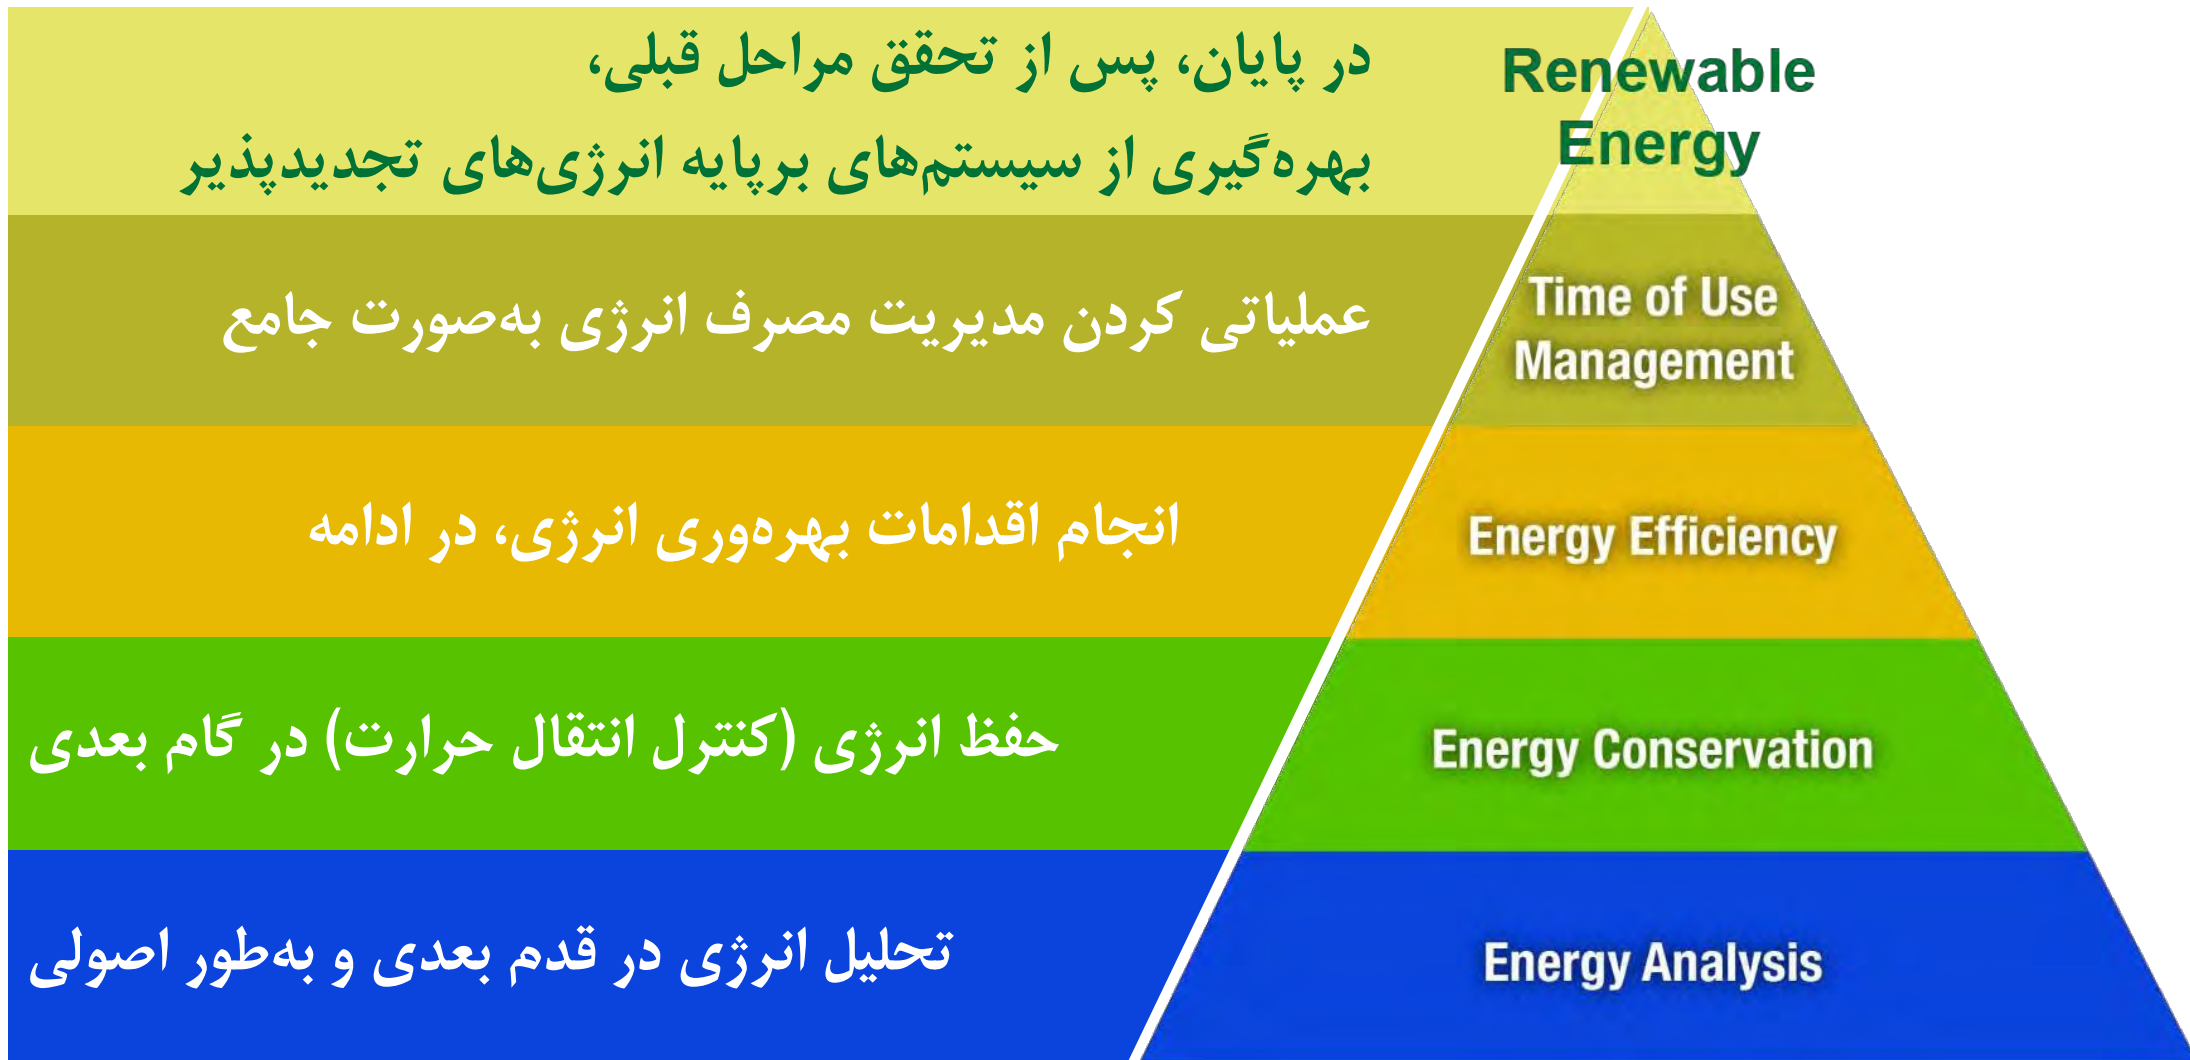 در پایان، پس از تحقق مراحل قبلی،
بهره‌گیری از سیستم‌های برپایه انرژی‌های تجدیدپذیر
Renewable
Energy
عملیاتی کردن مدیریت مصرف انرژی به‌صورت جامع
Time of Use
Management
انجام اقدامات بهره‌وری انرژی، در ادامه
Energy Efficiency
حفظ انرژی (کنترل انتقال حرارت) در گام بعدی
Energy Conservation
تحلیل انرژی در قدم بعدی و به‌طور اصولی
Energy Analysis